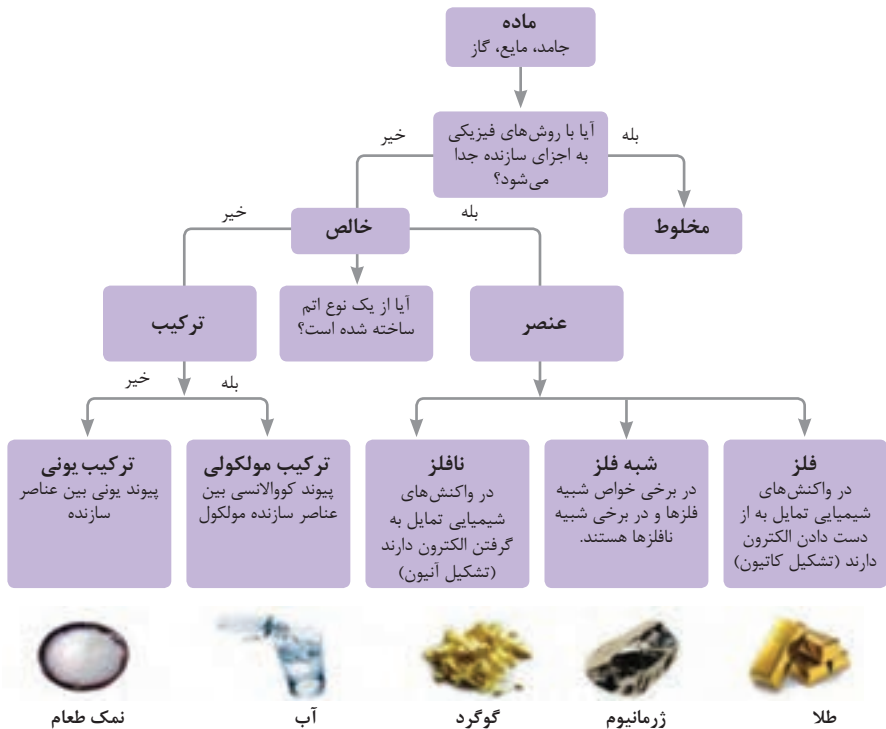 ماده
جامد، مایع، گاز
بله
آیا با روش‌های فیزیکی
به اجزای سازنده جدا
می‌شود؟
خیر
مخلوط
بله
خالص
خیر
عنصر
آیا از یک نوع اتم
ساخته شده است؟
ترکیب
بله
خیر
فلز
در واکنش‌های
شیمیایی تمایل به از
دست دادن الکترون
دارند (تشکیل کاتیون)
شبه فلز
در برخی خواص شبیه
فلزها و در برخی شبیه
نافلزها هستند.
نافلز
در واکنش‌های
شیمیایی تمایل به
گرفتن الکترون دارند
(تشکیل آنیون)
ترکیب مولکولی
پیوند کووالانسی بین
عناصر سازنده مولکول
ترکیب یونی
پیوند یونی بین عناصر
سازنده
طلا
ژرمانیوم
گوگرد
آب
نمک طعام